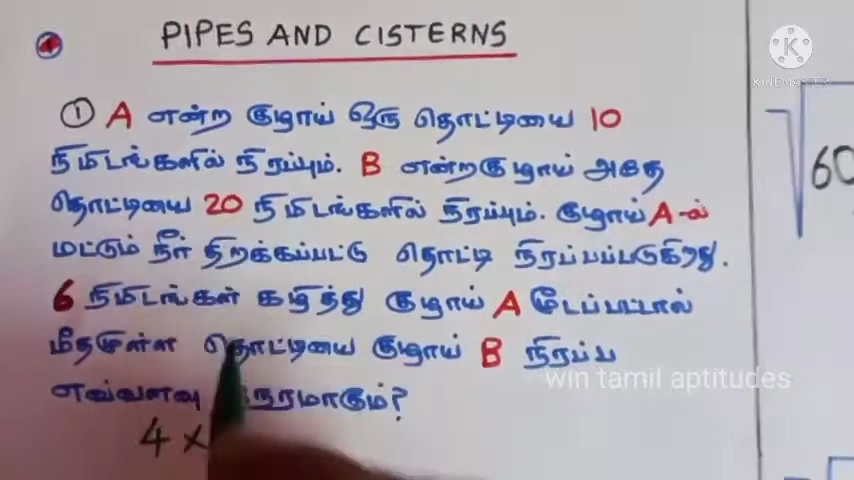 PIPES AND CISTERNS
① A என்ற குழாய் ஒரு தொட்டியை 10
நிமிடங்களில் நிரப்பும். B என்றகுழாய் அதே
தொட்டியை 20 நிமிடங்களில் நிரப்பும். குழாய் A-ல்
மட்டும் நீர் திறக்கப்பட்டு தொட்டி நிரப்பப்படுகிறது.
6 நிமிடங்கள் கழித்து குழாய் A மூடப்பட்டால்
மீதமுள்ள தொட்டியை குழாய் B நிரப்ப
எவ்வளவு நேரமாகும்?
4 ×
60
KINEMASTER
win tamil aptitudes